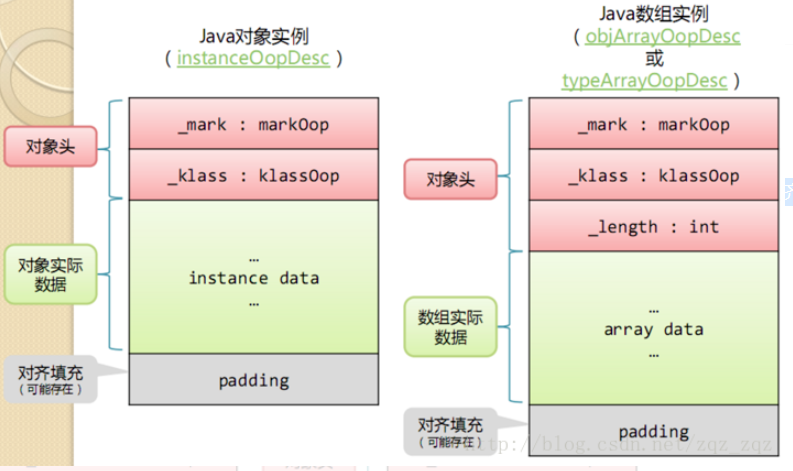 Java对象实例
( instanceOopDesc )
对象头
_mark : markOop
_klass : klassOop
对象实际
数据
…
instance data
…
对齐填充
(可能存在)
padding
Java数组实例
( objArrayOopDesc
或
typeArrayOopDesc )
对象头
_mark : markOop
_klass : klassOop
_length : int
数组实际
数据
…
array data
…
对齐填充
(可能存在)
padding
http://blog.csdn.net/zqz_zqz